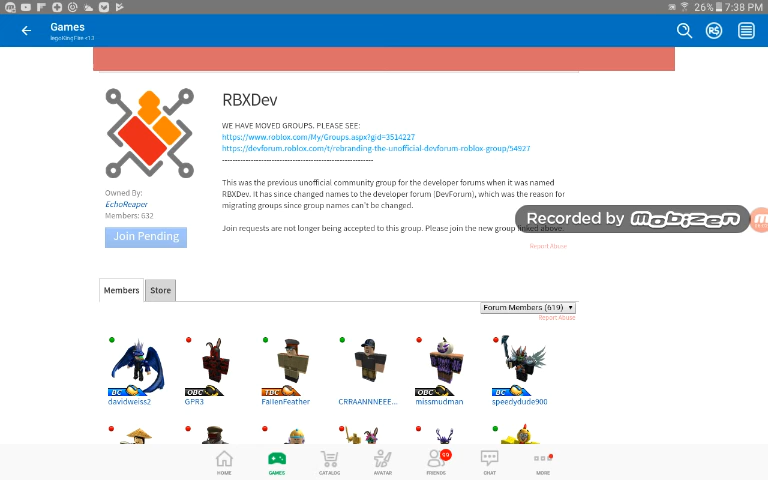 26% 7:38 PM
Games
RBXDev
WE HAVE MOVED GROUPS. PLEASE SEE:
https://www.roblox.com/My/Groups.aspx?gid=3514227
https://devforum.roblox.com/t/rebranding-the-unofficial-devforum-roblox-group/54927
This was the previous unofficial community group for the developer forums when it was named
RBXDev. It has since changed names to the developer forum (DevForum), which was the reason for
migrating groups since group names can't be changed.
Join requests are not longer being accepted to this group. Please join the new group linked above.
Report Abuse
Owned By:
EchoReaper
Members: 632
Join Pending
Recorded by mobizen
Members Store
Forum Members (619)
Report Abuse
BC OBC TBC OBC BC
davidweiss2 GPR3 FallenFeather CRRAANNNEEE... missmudman speedydude900
99
HOME GAMES CATALOG AVATAR FRIENDS CHAT MORE